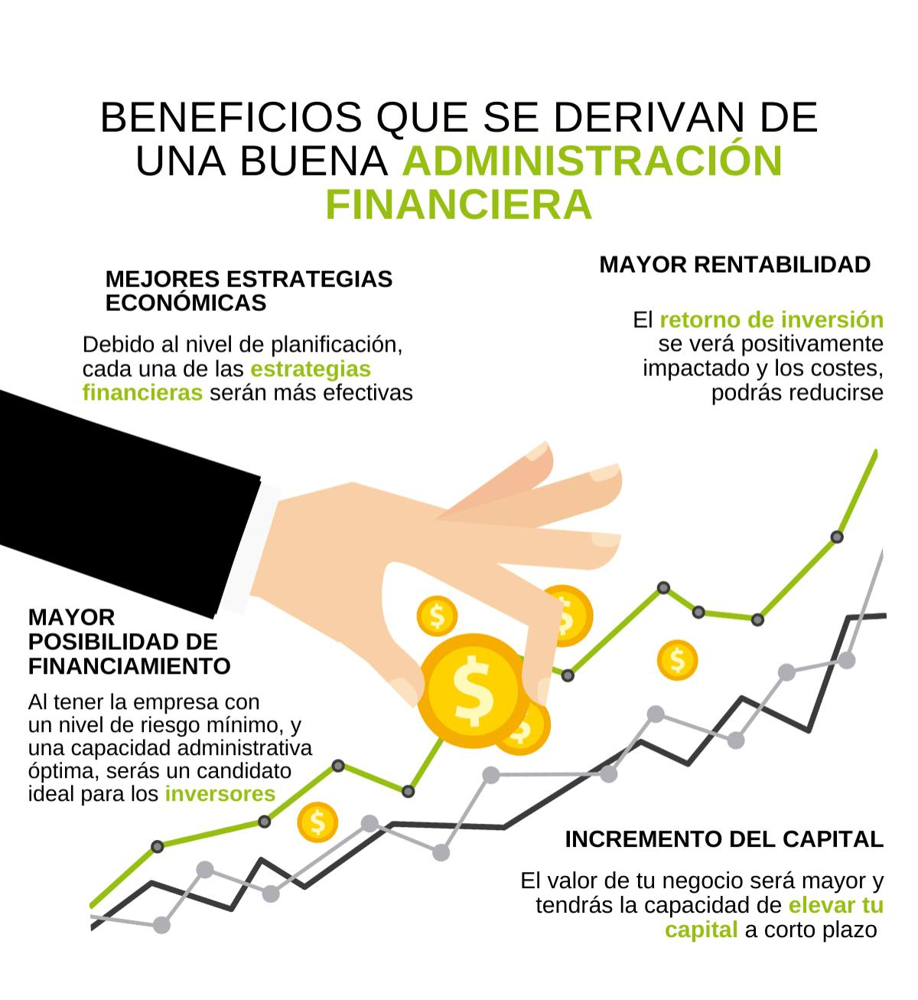 BENEFICIOS QUE SE DERIVAN DE
UNA BUENA ADMINISTRACIÓN
FINANCIERA
MEJORES ESTRATEGIAS
ECONÓMICAS
Debido al nivel de planificación,
cada una de las estrategias
financieras serán más efectivas
MAYOR RENTABILIDAD
El retorno de inversión
se verá positivamente
impactado y los costes,
podrás reducirse
MAYOR
POSIBILIDAD DE
FINANCIAMIENTO
Al tener la empresa con
un nivel de riesgo mínimo, y
una capacidad administrativa
óptima, serás un candidato
ideal para los inversores
INCREMENTO DEL CAPITAL
El valor de tu negocio será mayor y
tendrás la capacidad de elevar tu
capital a corto plazo